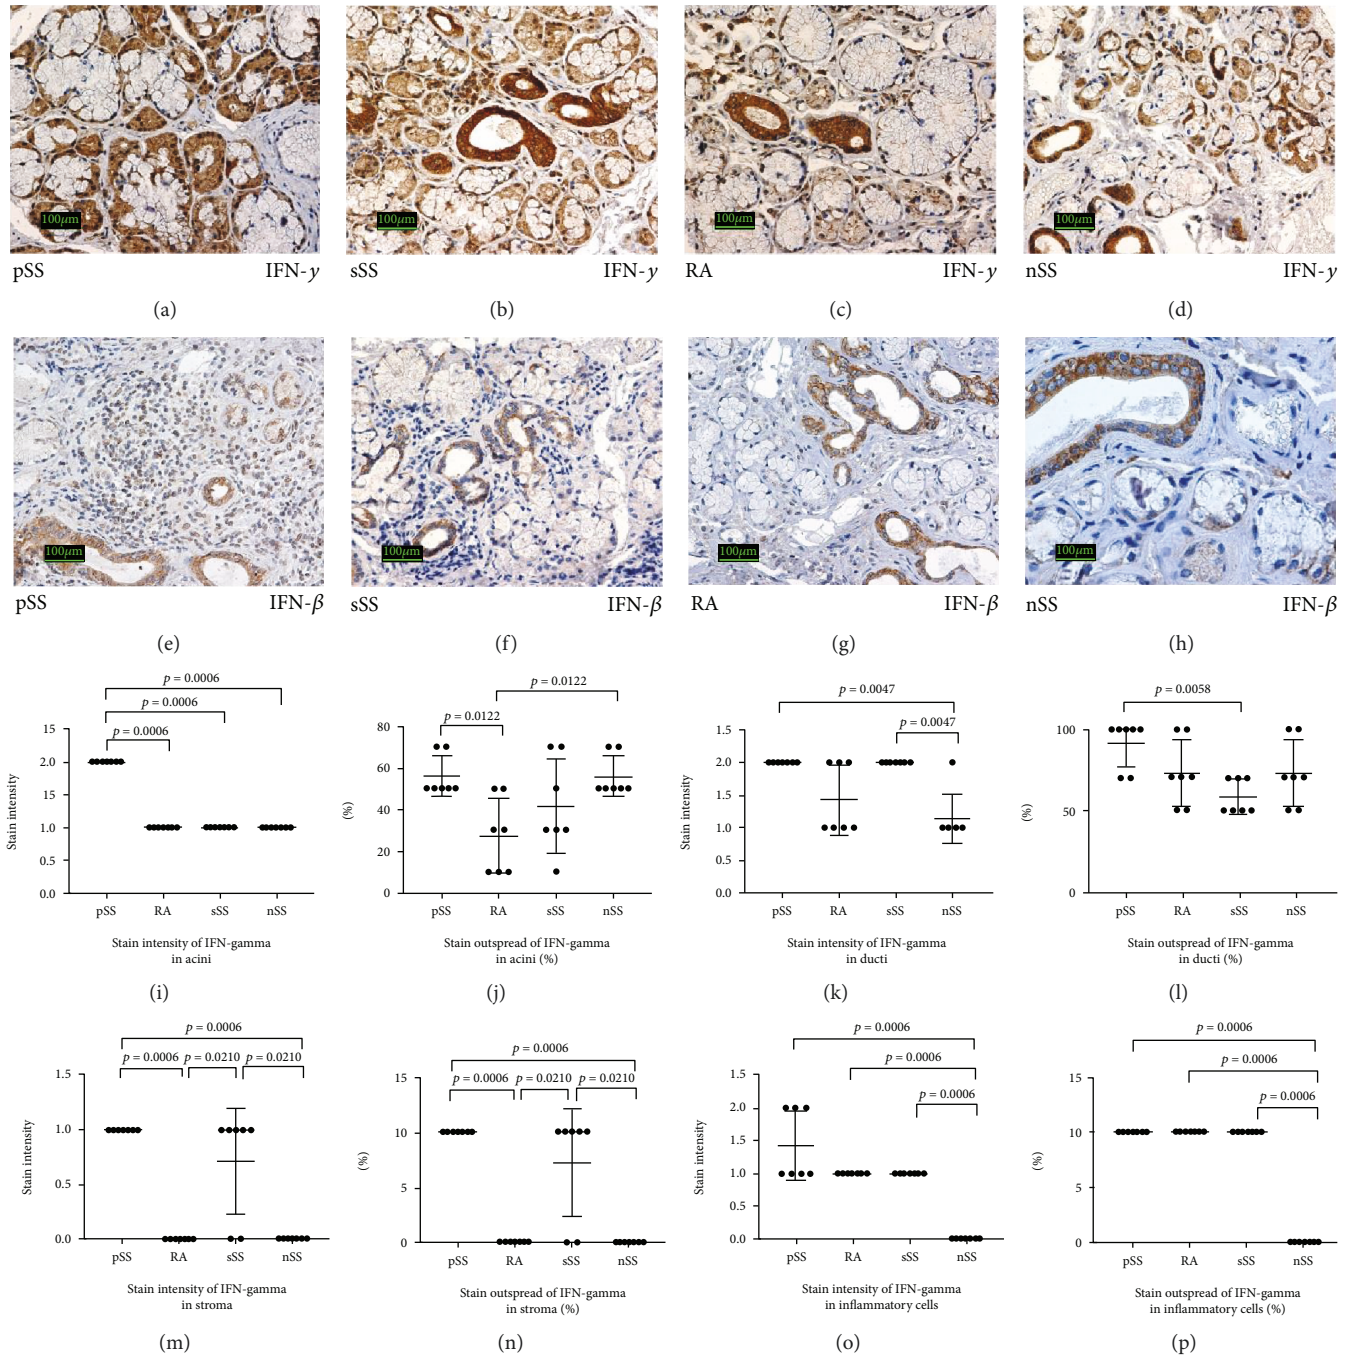 100μm 100μm 100μm 100μm
pSS IFN-y sSS IFN-y RA IFN-y nSS IFN-y
(a) (b) (c) (d)
100μm 100μm 100μm 100μm
pSS IFN-β sSS IFN-β RA IFN-β nSS IFN-β
(e) (f) (g) (h)
p = 0.0006
p = 0.0006
p = 0.0006
15
2.0
1.0
0.5
0.0
Stain intensity
pSS RA sSS nSS
Stain intensity of IFN-gamma
in acini
(i)
p = 0.0122
p = 0.0122
80
60
40
20
0
(%)
pSS RA sSS nSS
Stain outspread of IFN-gamma
in acini (%)
(j)
p = 0.0047
p = 0.0047
1.5
2.0
1.5
1.0
0.5
0.0
Stain intensity
pSS RA sSS nSS
Stain intensity of IFN-gamma
in ducti
(k)
p = 0.0058
100
50
0
(%)
pSS RA sSS nSS
Stain outspread of IFN-gamma
in ducti (%)
(l)
p = 0.0006
p = 0.0006 p = 0.0210 p = 0.0210
1.5
1.0
0.5
0.0
Stain intensity
pSS RA sSS nSS
Stain intensity of IFN-gamma
in stroma
(m)
p = 0.0006
p = 0.0006 p = 0.0210 p = 0.0210
15
10
5
0
(%)
pSS RA sSS nSS
Stain outspread of IFN-gamma
in stroma (%)
(n)
p = 0.0006
p = 0.0006
p = 0.0006
2.0
1.5
1.0
0.5
0.0
Stain intensity
pSS RA sSS nSS
Stain intensity of IFN-gamma
in inflammatory cells
(o)
p = 0.0006
p = 0.0006
p = 0.0006
15
10
5
0
(%)
pSS RA sSS nSS
Stain outspread of IFN-gamma
in inflammatory cells (%)
(p)